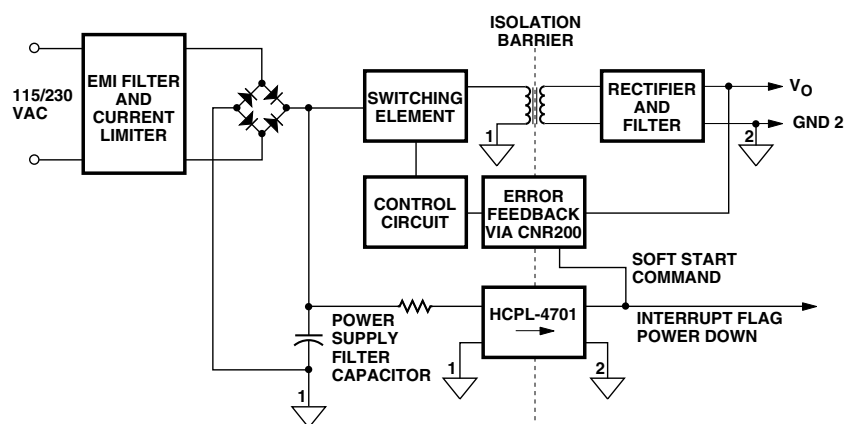 ISOLATION
BARRIER
115/230
VAC
EMI FILTER
AND
CURRENT
LIMITER
SWITCHING
ELEMENT
1
RECTIFIER
AND
FILTER
VO
GND 2
2
CONTROL
CIRCUIT
ERROR
FEEDBACK
VIA CNR200
SOFT START
COMMAND
HCPL-4701
INTERRUPT FLAG
POWER DOWN
POWER
SUPPLY
FILTER
CAPACITOR
1
2
1